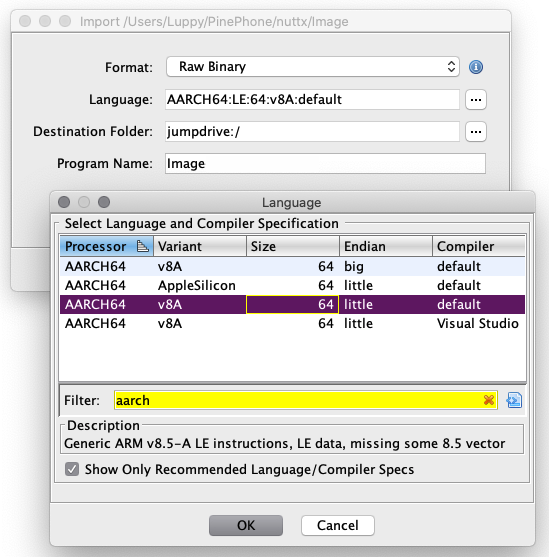 Import /Users/Luppy/PinePhone/nuttx/Image
Format: Raw Binary
Language: AARCH64:LE:64:v8A:default ...
Destination Folder: jumpdrive:/ ...
Program Name: Image
Language
Select Language and Compiler Specification
Processor Variant Size Endian Compiler
AARCH64 v8A 64 big default
AARCH64 AppleSilicon 64 little default
AARCH64 v8A 64 little default
AARCH64 v8A 64 little Visual Studio
Filter: aarch
Description
Generic ARM v8.5-A LE instructions, LE data, missing some 8.5 vector
Show Only Recommended Language/Compiler Specs
OK Cancel